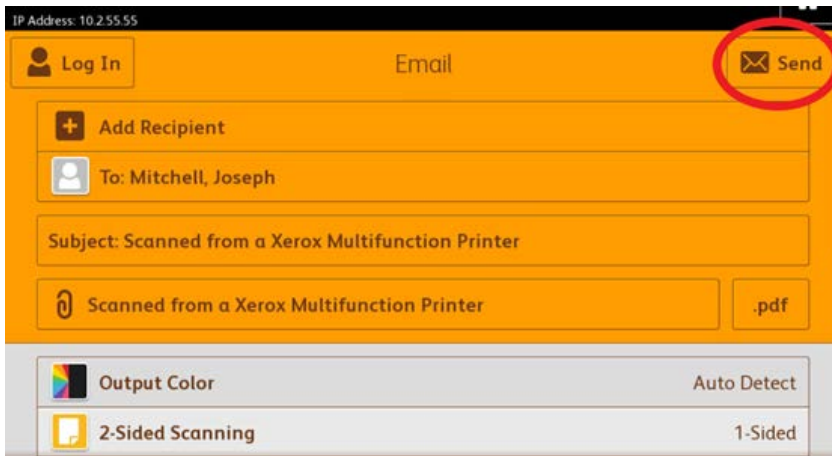 IP Address: 10.2.55.55
Log In Email Send
Add Recipient
To: Mitchell, Joseph
Subject: Scanned from a Xerox Multifunction Printer
Scanned from a Xerox Multifunction Printer .pdf
Output Color Auto Detect
2-Sided Scanning 1-Sided